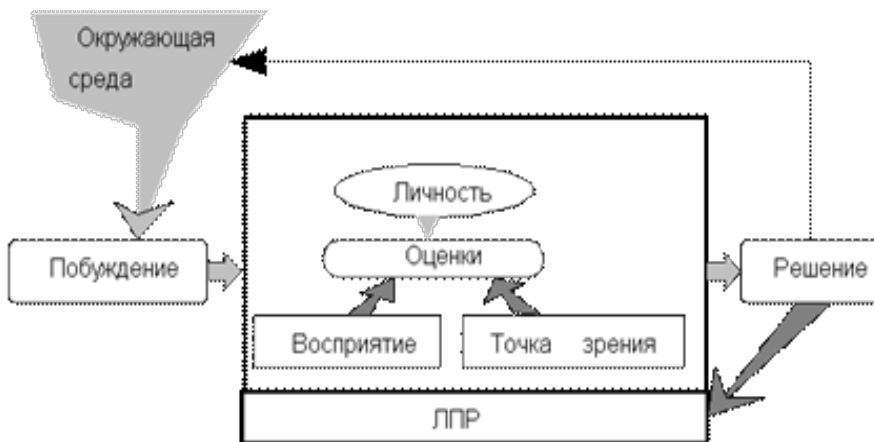 Окружающая
среда
Личность
Оценки
Побуждение
Решение
Восприятие
Точка зрения
ЛПР